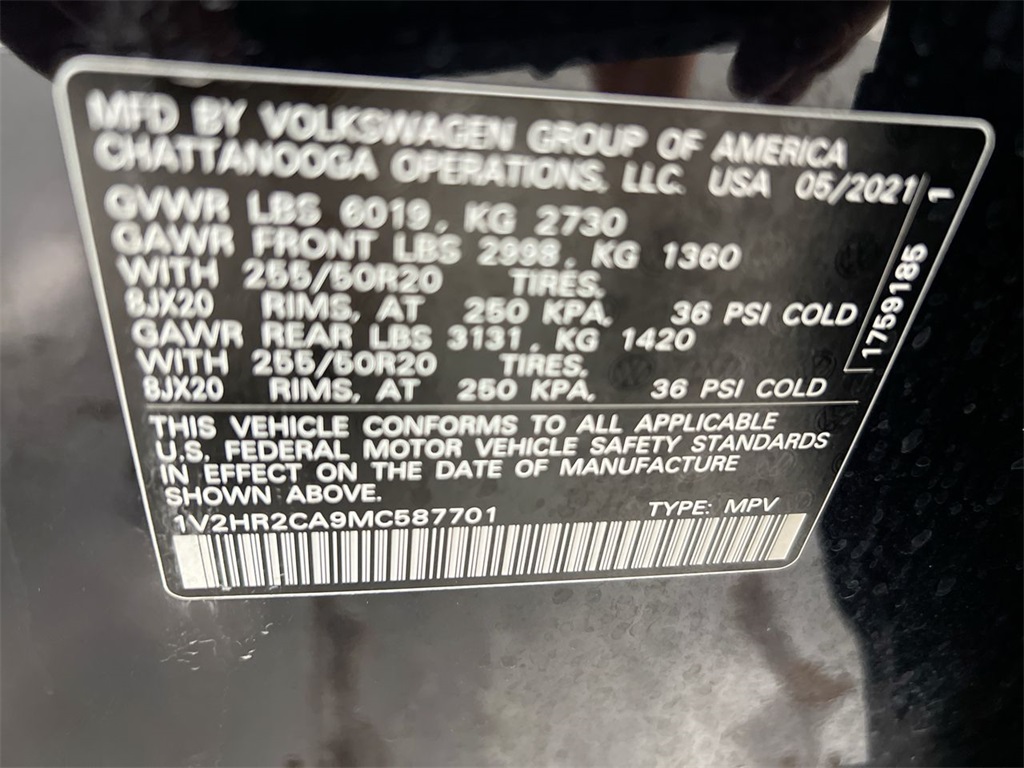 MFD BY VOLKSWAGEN GROUP OF AMERICA
CHATTANOOGA OPERATIONS, LLC. USA 05/2021
GVWR LBS 6019, KG 2730
GAWR FRONT LBS 2998, KG 1360
WITH 255/50R20 TIRES,
8JX20 RIMS, AT 250 KPA, 36 PSI COLD
GAWR REAR LBS 3131, KG 1420
WITH 255/50R20 TIRES,
8JX20 RIMS, AT 250 KPA, 36 PSI COLD
1759185 1
THIS VEHICLE CONFORMS TO ALL APPLICABLE
U.S. FEDERAL MOTOR VEHICLE SAFETY STANDARDS
IN EFFECT ON THE DATE OF MANUFACTURE
SHOWN ABOVE.
1V2HR2CA9MC587701 TYPE: MPV